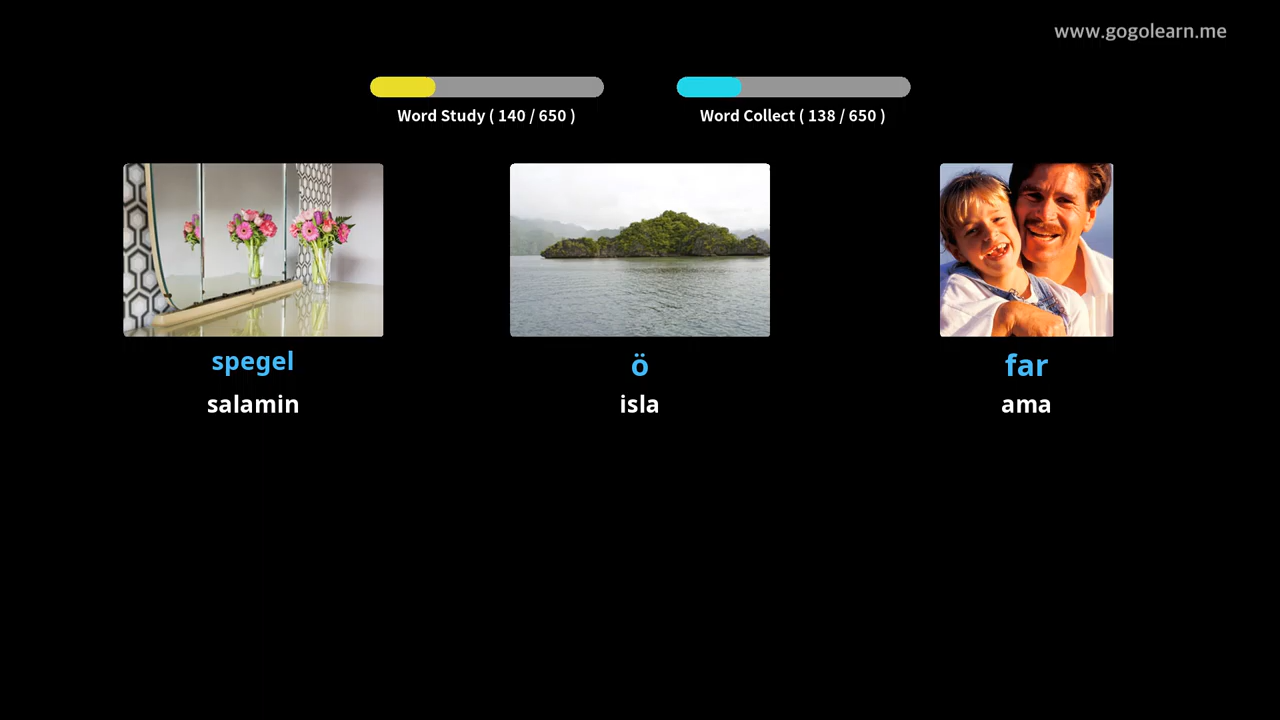 www.gogolearn.me
Word Study ( 140 / 650 )
Word Collect ( 138 / 650 )
spegel
ö
far
salamin
isla
ama